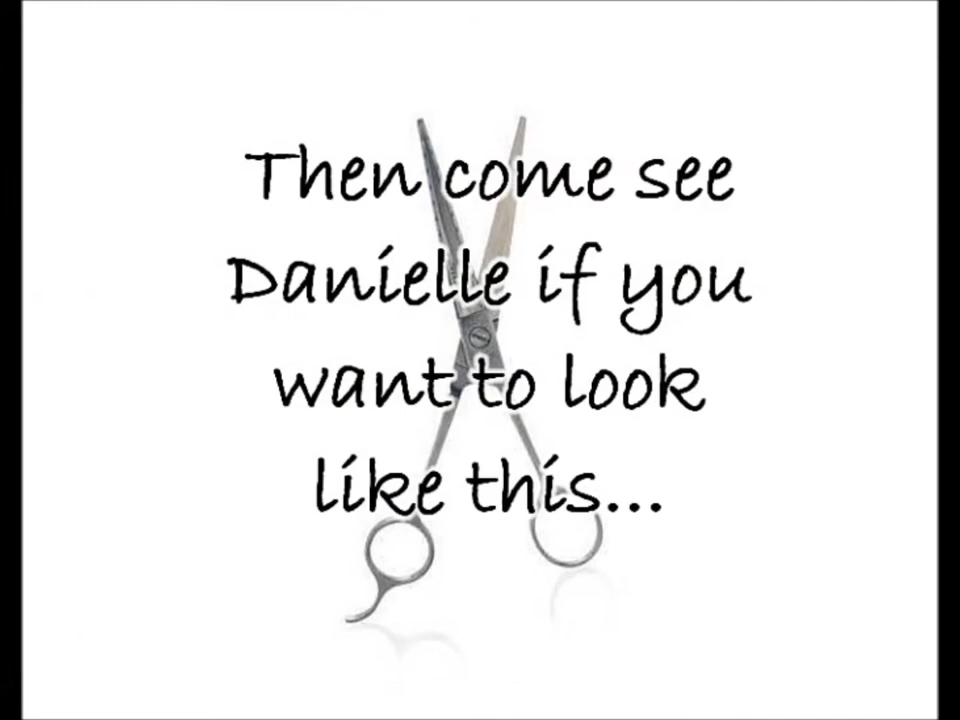 Then come see
Danielle if you
want to look
like this...